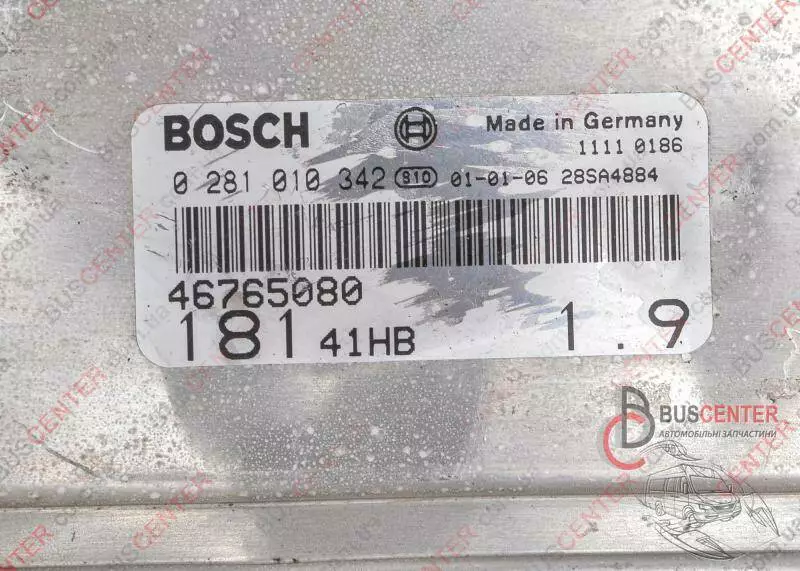 BOSCH
Made in Germany
1111 0186
0 281 010 342 810 01-01-06 28SA4884
46765080
181 41HB 1.9
BUSCENTER
АВТОМОБІЛЬНІ ЗАПЧАСТИНИ